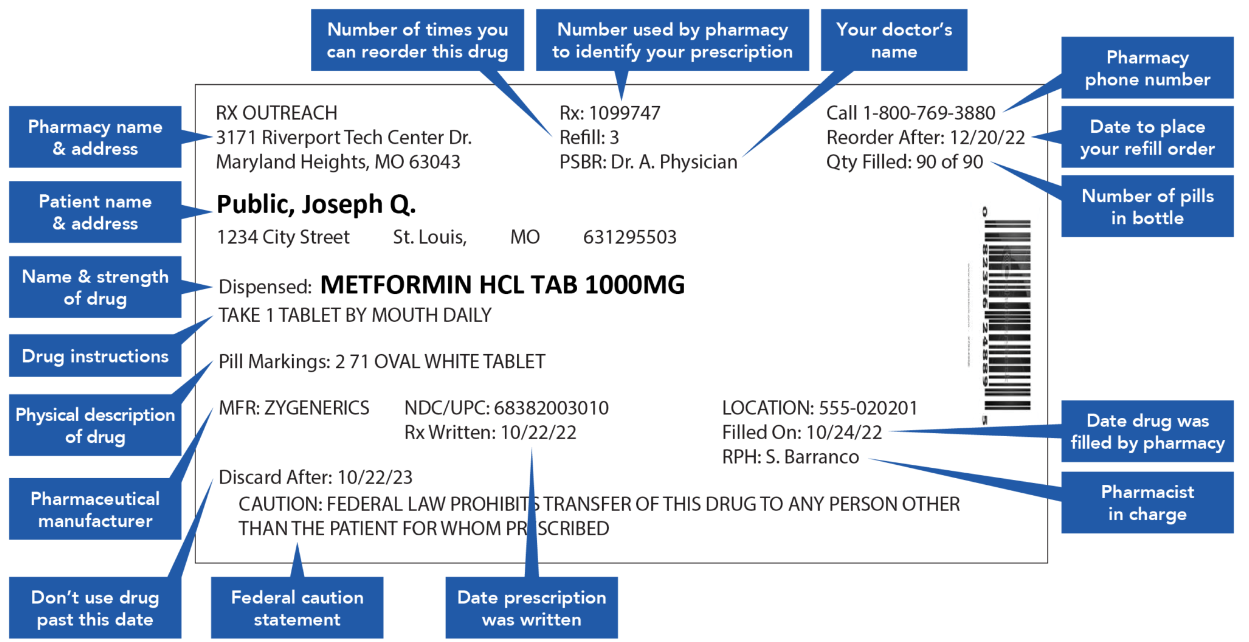 Number of times you
can reorder this drug
Number used by pharmacy
to identify your prescription
Your doctor's
name
Pharmacy
phone number
Pharmacy name
& address
RX OUTREACH
3171 Riverport Tech Center Dr.
Maryland Heights, MO 63043
Rx: 1099747
Refill: 3
PSBR: Dr. A. Physician
Call 1-800-769-3880
Reorder After: 12/20/22
Qty Filled: 90 of 90
Date to place
your refill order
Number of pills
in bottle
Patient name
& address
Public, Joseph Q.
1234 City Street St. Louis, MO 631295503
Name & strength
of drug
Dispensed: METFORMIN HCL TAB 1000MG
TAKE 1 TABLET BY MOUTH DAILY
Drug instructions
Pill Markings: 2 71 OVAL WHITE TABLET
0 82356 24889 5
Physical description
of drug
MFR: ZYGENERICS
NDC/UPC: 68382003010
Rx Written: 10/22/22
LOCATION: 555-020201
Filled On: 10/24/22
RPH: S. Barranco
Date drug was
filled by pharmacy
Pharmaceutical
manufacturer
Discard After: 10/22/23
CAUTION: FEDERAL LAW PROHIBITS TRANSFER OF THIS DRUG TO ANY PERSON OTHER
THAN THE PATIENT FOR WHOM PRESCRIBED
Pharmacist
in charge
Don't use drug
past this date
Federal caution
statement
Date prescription
was written